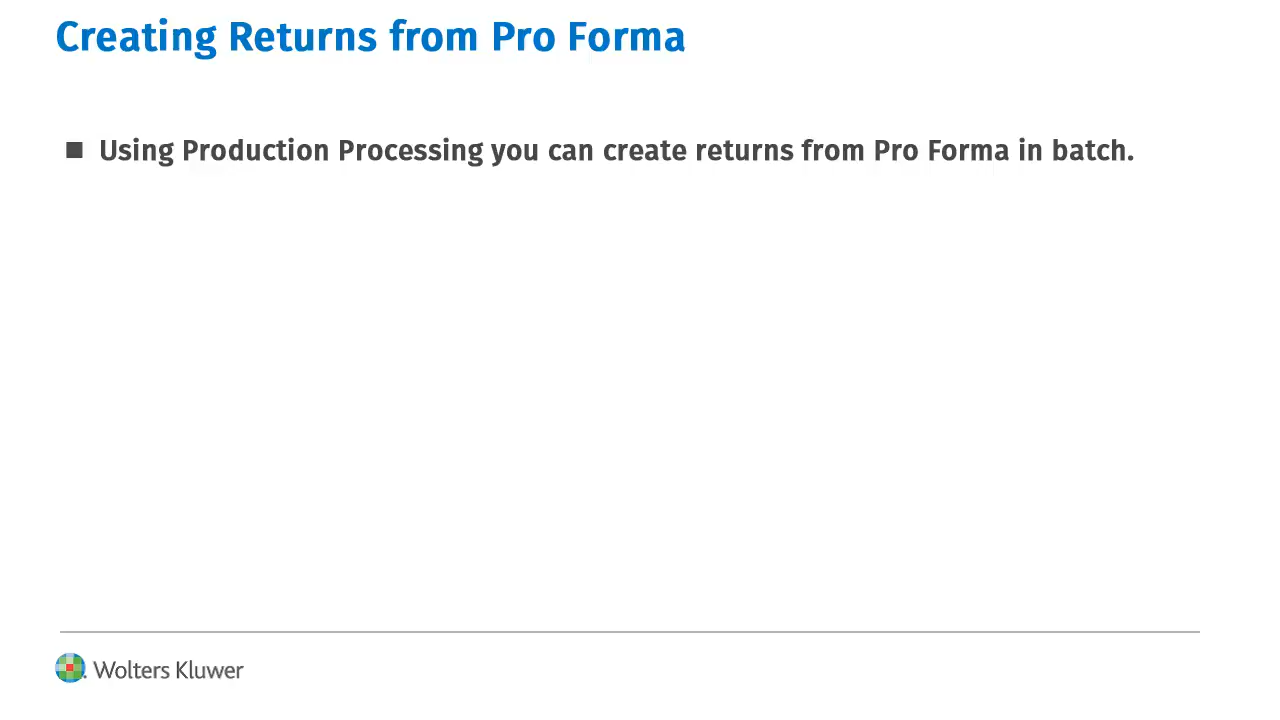 Creating Returns from Pro Forma
Using Production Processing you can create returns from Pro Forma in batch.
Wolters Kluwer